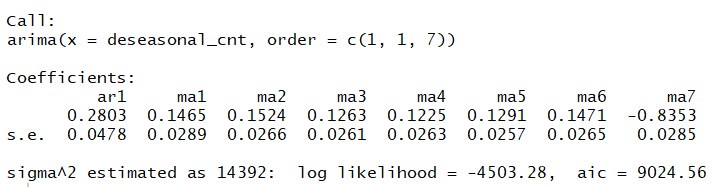 Call:
arima(x = deseasonal_cnt, order = c(1, 1, 7))
Coefficients:
ar1 ma1 ma2 ma3 ma4 ma5 ma6 ma7
0.2803 0.1465 0.1524 0.1263 0.1225 0.1291 0.1471 -0.8353
s.e. 0.0478 0.0289 0.0266 0.0261 0.0263 0.0257 0.0265 0.0285
sigma^2 estimated as 14392: log likelihood = -4503.28, aic = 9024.56